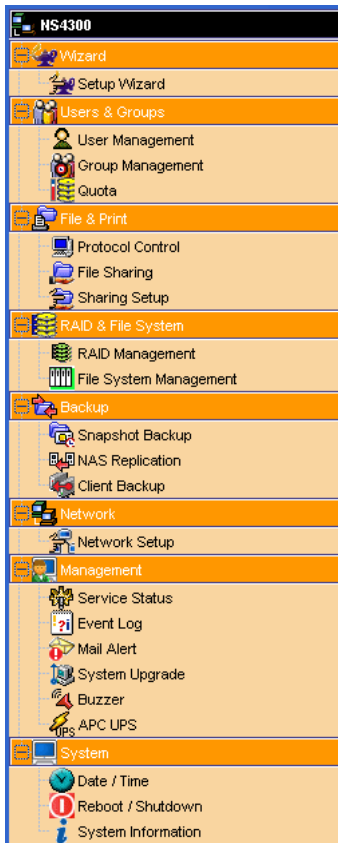 NS4300
Wizard
Setup Wizard
Users & Groups
User Management
Group Management
Quota
File & Print
Protocol Control
File Sharing
Sharing Setup
RAID & File System
RAID Management
File System Management
Backup
Snapshot Backup
NAS Replication
Client Backup
Network
Network Setup
Management
Service Status
Event Log
Mail Alert
System Upgrade
Buzzer
UPS APC UPS
System
Date / Time
Reboot / Shutdown
System Information